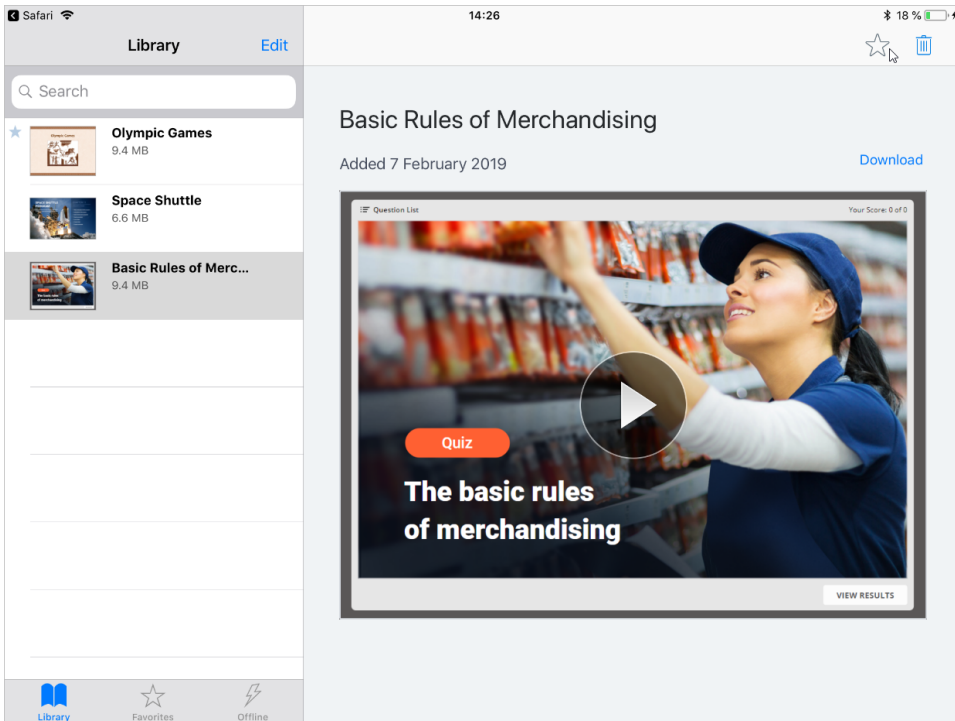 Safari
14:26
18 %
Library
Edit
Search
Olympic Games
9.4 MB
Space Shuttle
6.6 MB
Basic Rules of Merc...
9.4 MB
Library
Favorites
Offline
Basic Rules of Merchandising
Added 7 February 2019
Download
Question List
Your Score: 0 of 0
Quiz
The basic rules
of merchandising
VIEW RESULTS